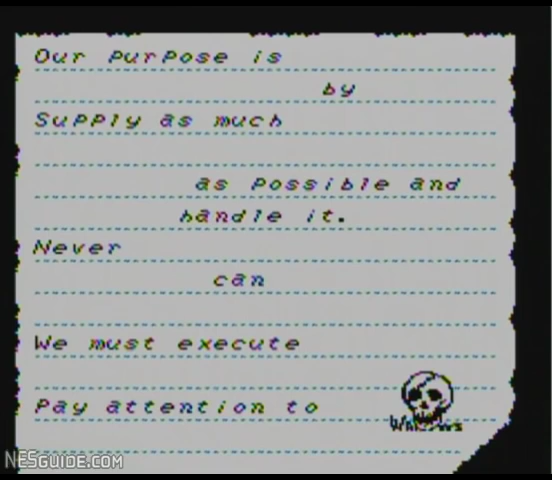 Our purpose is
by
Supply as much
as possible and
handle it.
Never
can
We must execute
Pay attention to
NESGUIDE.COM